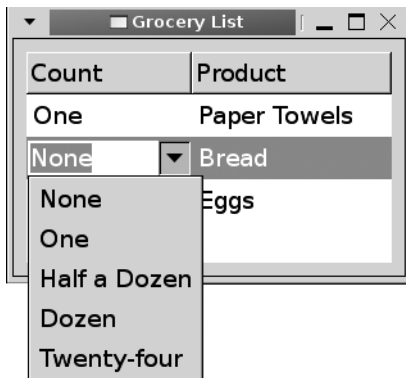 Grocery List
Count Product
One Paper Towels
None Bread
Eggs
None
One
Half a Dozen
Dozen
Twenty-four